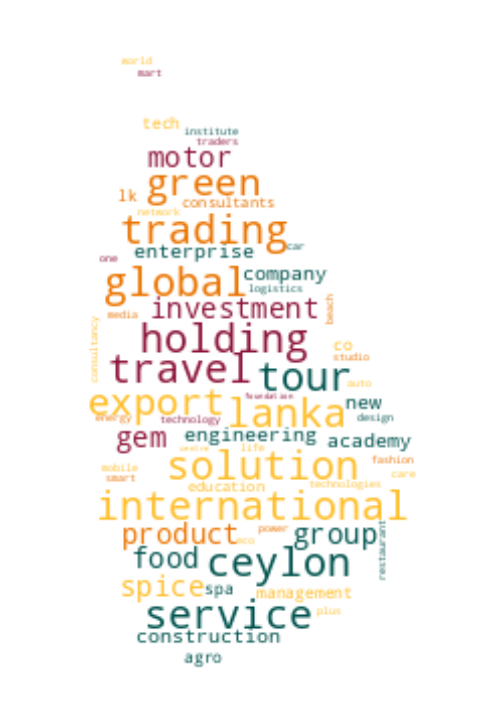 world
mart
tech
institute
traders
motor
green
lk
consultants
network
trading
car
enterprise
one
company
global
logistics
investment
beach
media
holding
consultancy
co
studio
travel
tour
auto
foundation
export
new
lanka
energy
technology
design
gem
engineering
academy
centre
life
fashion
solution
mobile
care
smart
education
technologies
international
power
product
group
eco
restaurant
food
ceylon
spice
spa
management
service
plus
construction
agro